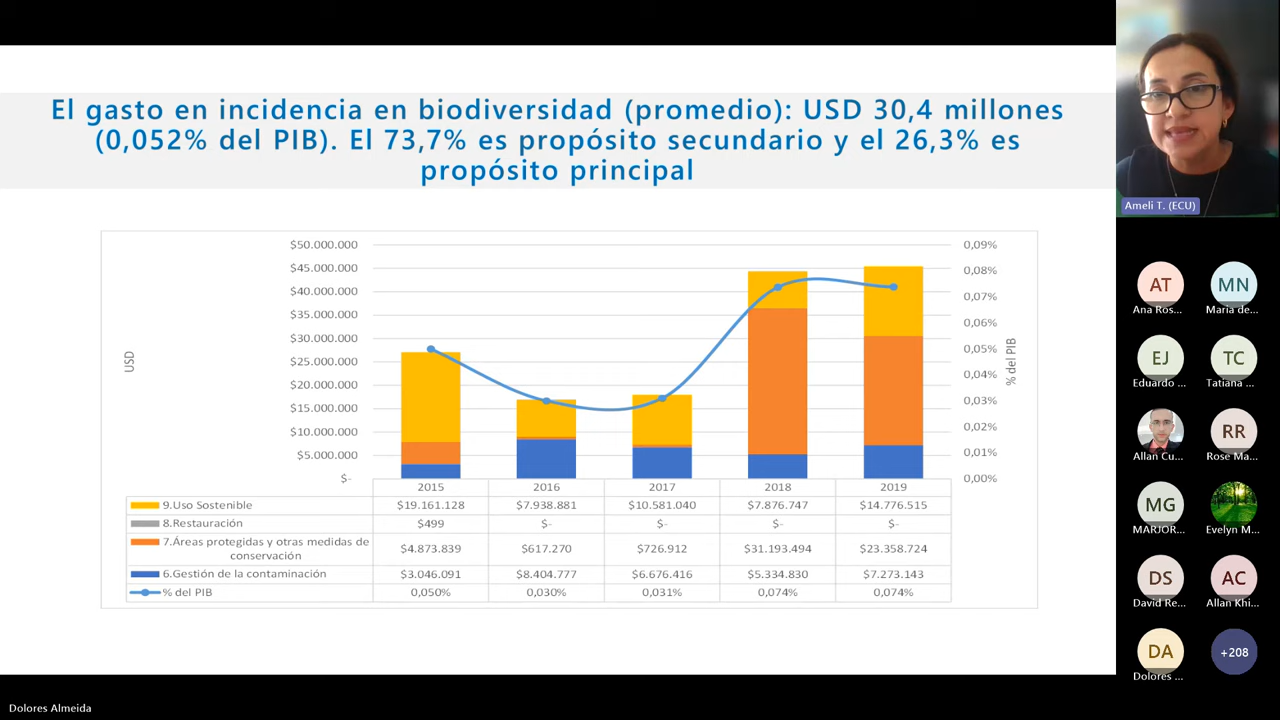 El gasto en incidencia en biodiversidad (promedio): USD 30,4 millones
(0,052% del PIB). El 73,7% es propósito secundario y el 26,3% es
propósito principal
Ameli T. (ECU)
$50.000.000
$45.000.000
$40.000.000
$35.000.000
$30.000.000
$25.000.000
$20.000.000
$15.000.000
$10.000.000
$5.000.000
$-
USD
0,09%
0,08%
0,07%
0,06%
0,05%
0,04%
0,03%
0,02%
0,01%
0,00%
% del PIB
2015 2016 2017 2018 2019
9.Uso Sostenible $19.161.128 $7.938.881 $10.581.040 $7.876.747 $14.776.515
8.Restauración $499 $- $- $- $-
7.Áreas protegidas y otras medidas de
conservación $4.873.839 $617.270 $726.912 $31.193.494 $23.358.724
6.Gestión de la contaminación $3.046.091 $8.404.777 $6.676.416 $5.334.830 $7.273.143
% del PIB 0,050% 0,030% 0,031% 0,074% 0,074%
AT MN
Ana Ros... Maria de...
EJ TC
Eduardo ... Tatiana ...
RR
Allan Cu... Rose Ma...
MG
MARJOR... Evelyn M...
DS AC
David Re... Allan Khi...
DA +208
Dolores ...
Dolores Almeida